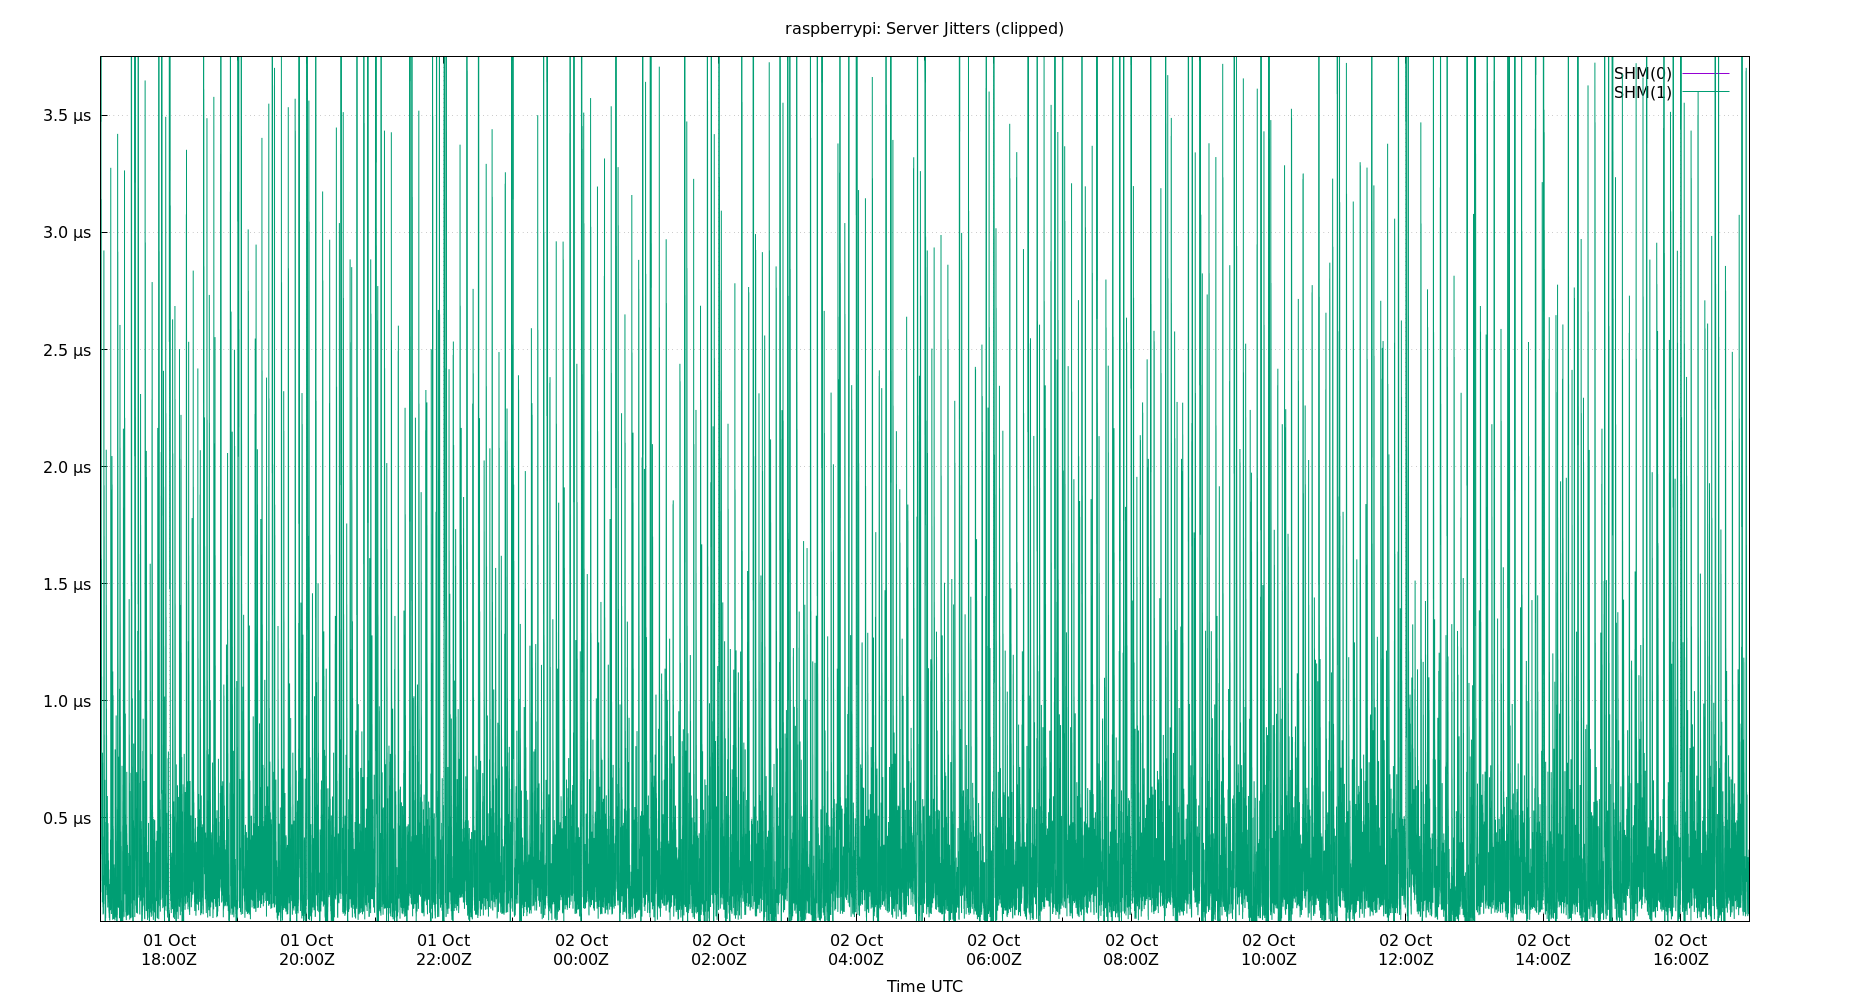 raspberrypi: Server Jitters (clipped)
SHM(0)
SHM(1)
3.5 µs
3.0 µs
2.5 µs
2.0 µs
1.5 µs
1.0 µs
0.5 µs
01 Oct 01 Oct 01 Oct 02 Oct 02 Oct 02 Oct 02 Oct 02 Oct 02 Oct 02 Oct 02 Oct 02 Oct
18:00Z 20:00Z 22:00Z 00:00Z 02:00Z 04:00Z 06:00Z 08:00Z 10:00Z 12:00Z 14:00Z 16:00Z
Time UTC